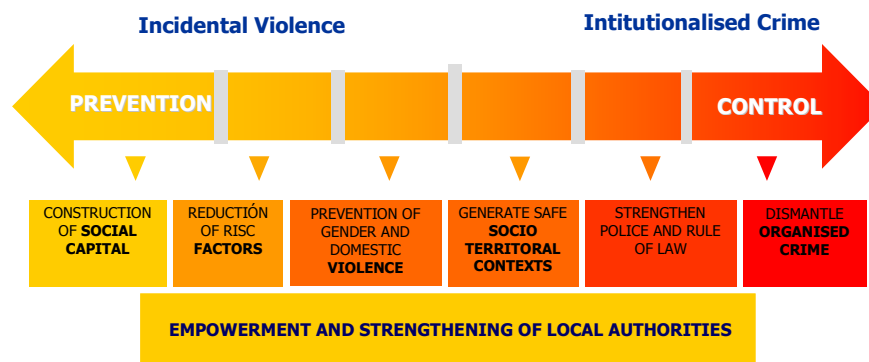 Incidental Violence
Intitutionalised Crime
PREVENTION
CONTROL
CONSTRUCTION
OF SOCIAL
CAPITAL
REDUCTIÓN
OF RISC
FACTORS
PREVENTION OF
GENDER AND
DOMESTIC
VIOLENCE
GENERATE SAFE
SOCIO
TERRITORAL
CONTEXTS
STRENGTHEN
POLICE AND RULE
OF LAW
DISMANTLE
ORGANISED
CRIME
EMPOWERMENT AND STRENGTHENING OF LOCAL AUTHORITIES